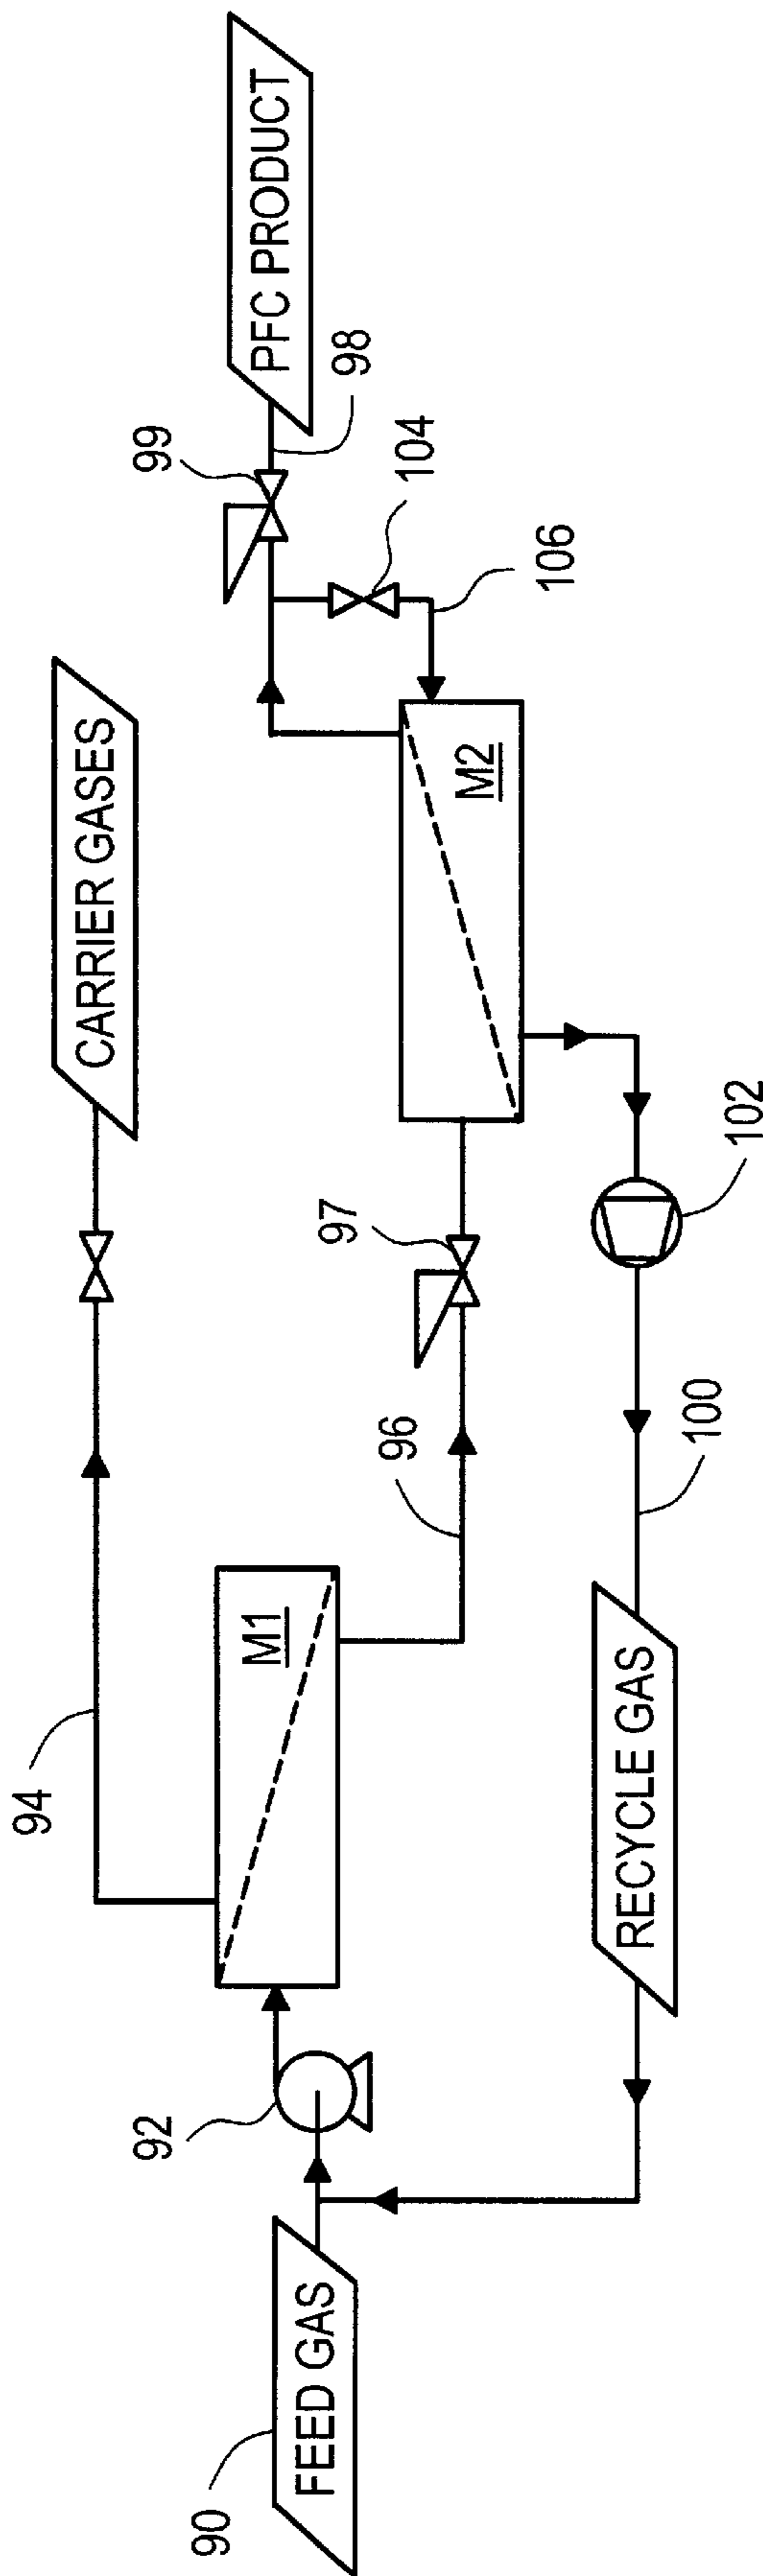 PFC PRODUCT
98
99
104
106
CARRIER GASES
M2
97
102
96
100
94
M1
RECYCLE GAS
92
FEED GAS
90